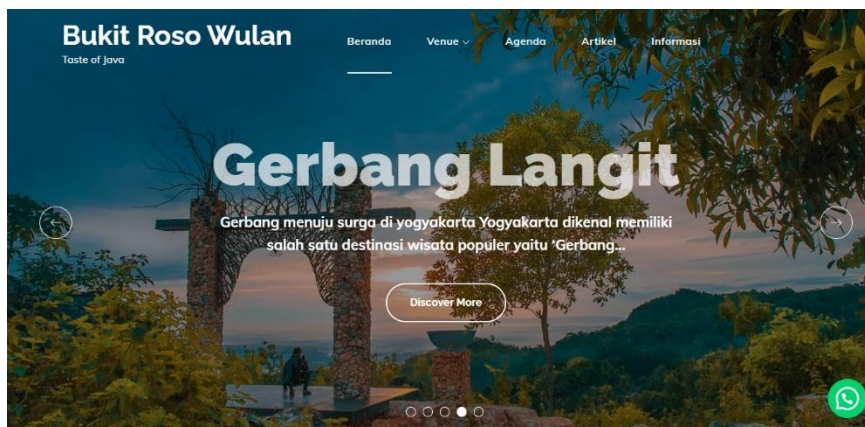 Bukit Roso Wulan
Taste of Java
Beranda Venue Agenda Artikel Informasi
Gerbang Langit
Gerbang menuju surga di yogyakarta Yogyakarta dikenal memiliki
salah satu destinasi wisata populer yaitu 'Gerbang...
Discover More